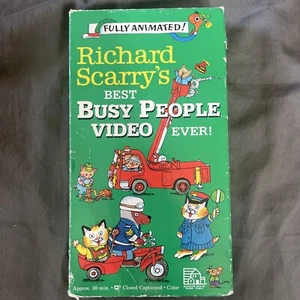 FULLY ANIMATED!
Richard
Scarry's
BEST
BUSY PEOPLE
VIDEO EVER!
Approx. 30 min. • Closed Captioned • Color